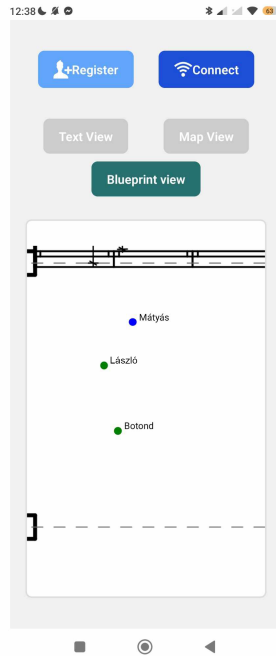 12:38
63
+Register
Connect
Text View
Map View
Blueprint view
Mátyás
László
Botond